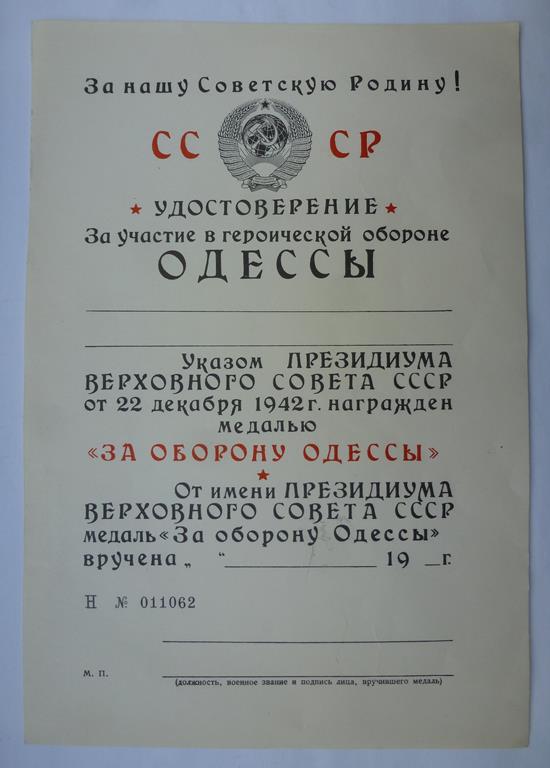 За нашу Советскую Родину!
СС СР
★ УДОСТОВЕРЕНИЕ ★
За участие в героической обороне
ОДЕССЫ
Указом ПРЕЗИДИУМА
ВЕРХОВНОГО СОВЕТА СССР
от 22 декабря 1942 г. награжден
медалью
«ЗА ОБОРОНУ ОДЕССЫ»
★
От имени ПРЕЗИДИУМА
ВЕРХОВНОГО СОВЕТА СССР
медаль «За оборону Одессы»
вручена „ “ ____________ 19 __г.
Н № 011062
М. П.
(должность, военное звание и подпись лица, вручившего медаль)